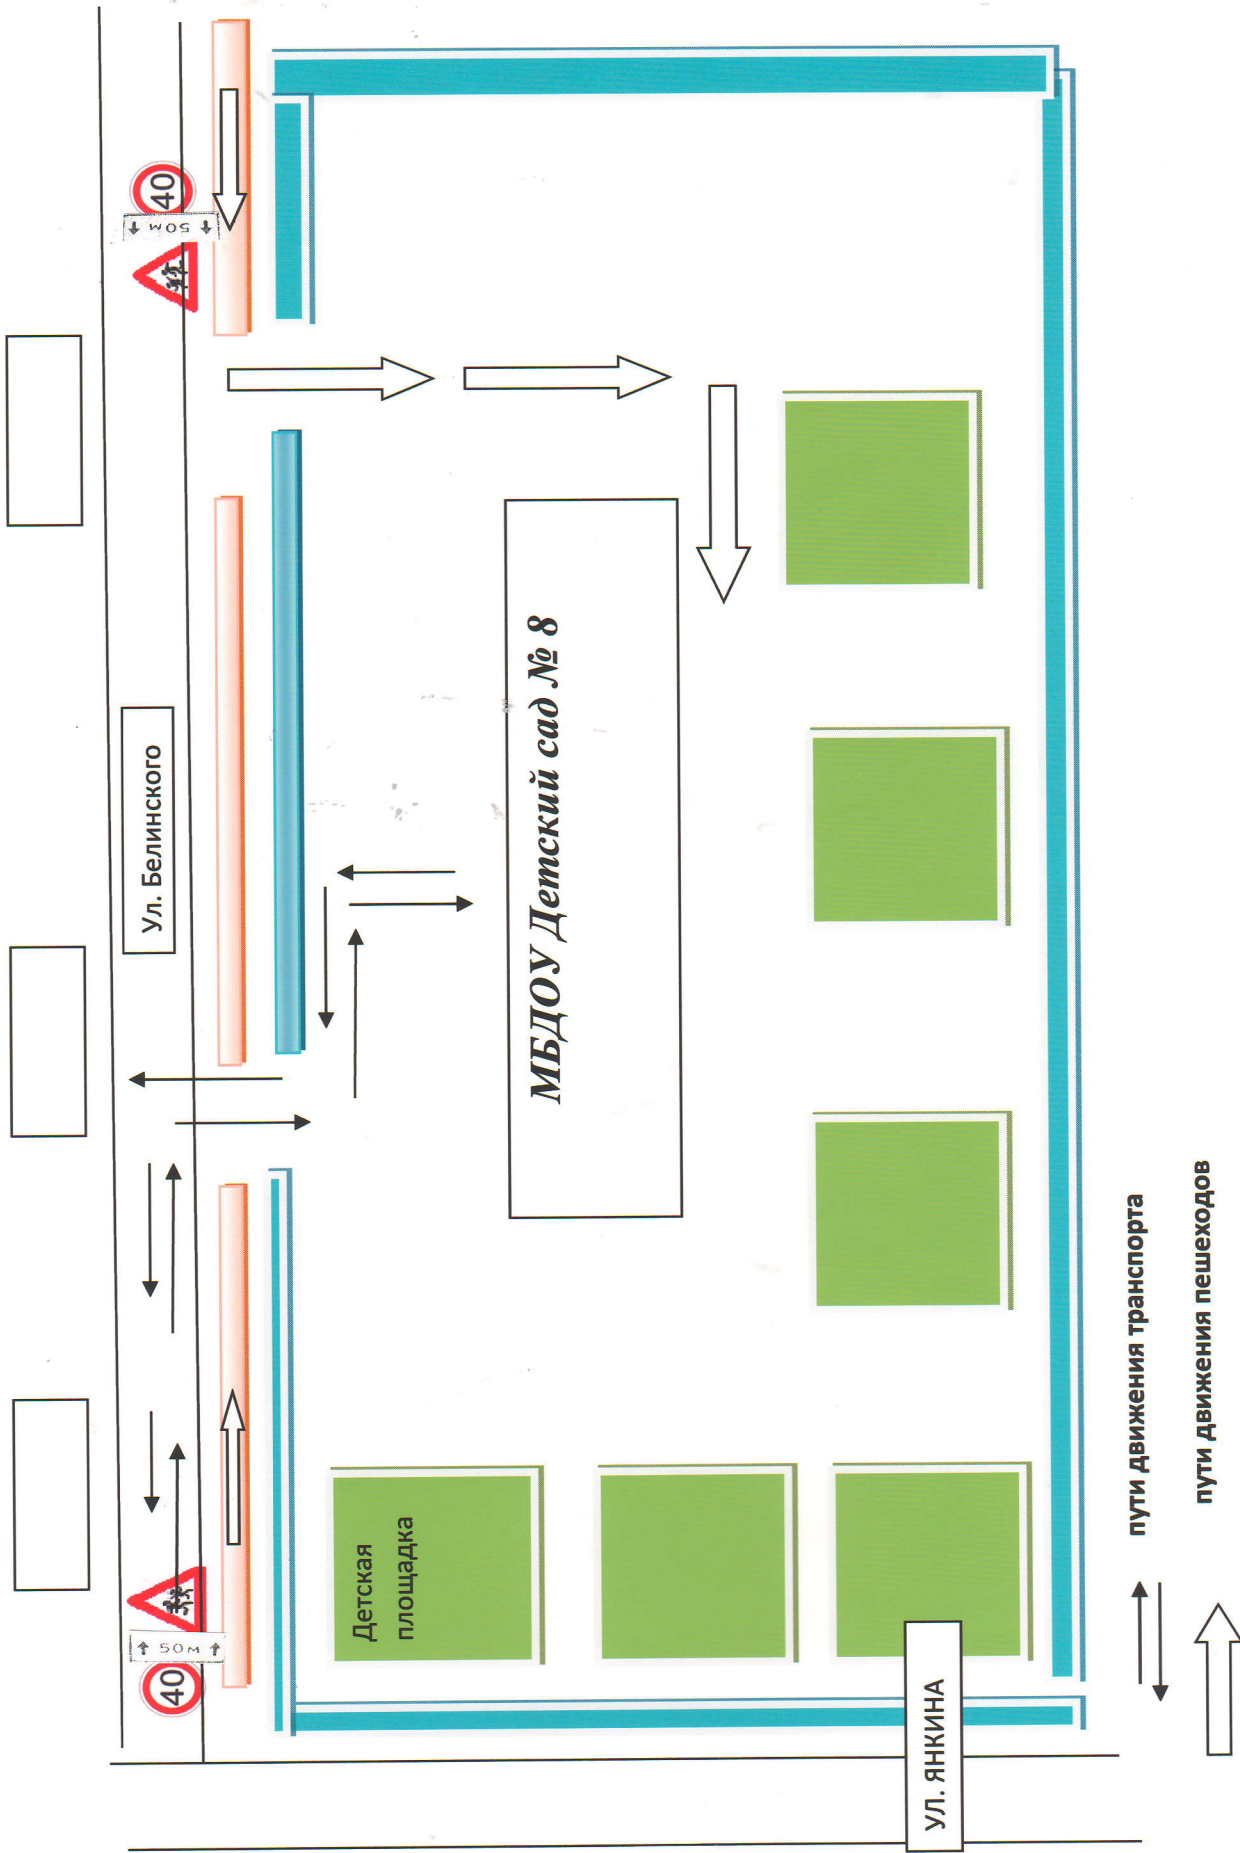 40
50м
Ул. Белинского
50м
40
МБДОУ Детский сад № 8
Детская
площадка
УЛ. ЯНКИНА
пути движения транспорта
пути движения пешеходов